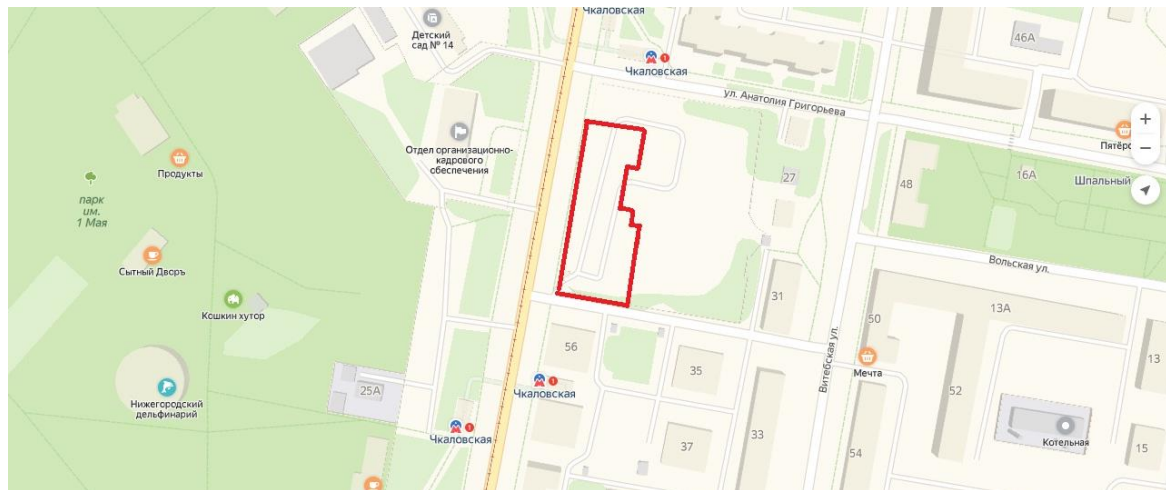 Чкаловская
Детский
сад № 14
46А
Чкаловская
ул. Анатолия Григорьева
+
−
Пятёро
Отдел организационно-
кадрового
обеспечения
Продукты
27
48
16А
Шпальный
парк
им.
1 Мая
Сытный Дворъ
Вольская ул.
Кошкин хутор
31
50
13А
56
Витебская ул.
Мечта
13
35
25А
Чкаловская
52
Нижегородский
дельфинарий
Чкаловская
33
37
54
Котельная
15